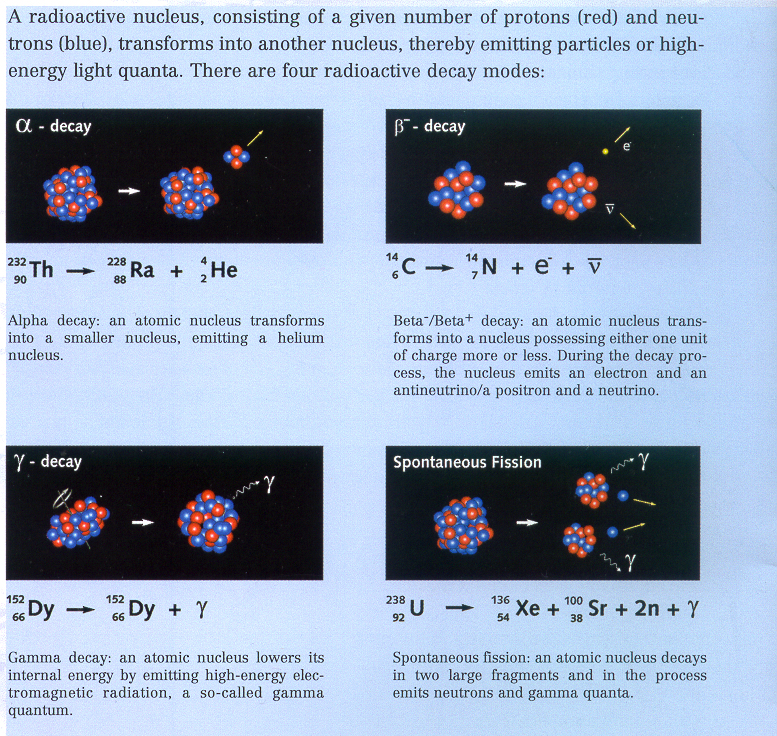 A radioactive nucleus, consisting of a given number of protons (red) and neu-
trons (blue), transforms into another nucleus, thereby emitting particles or high-
energy light quanta. There are four radioactive decay modes:
α - decay
²³²₉₀Th → ²²⁸₈₈Ra + ⁴₂He
Alpha decay: an atomic nucleus transforms
into a smaller nucleus, emitting a helium
nucleus.
β⁻ - decay
e⁻
ν̅
¹⁴₆C → ¹⁴₇N + e⁻ + ν̅
Beta⁻/Beta⁺ decay: an atomic nucleus trans-
forms into a nucleus possessing either one unit
of charge more or less. During the decay pro-
cess, the nucleus emits an electron and an
antineutrino/a positron and a neutrino.
γ - decay
γ
¹⁵²₆₆Dy → ¹⁵²₆₆Dy + γ
Gamma decay: an atomic nucleus lowers its
internal energy by emitting high-energy elec-
tromagnetic radiation, a so-called gamma
quantum.
Spontaneous Fission
γ
γ
²³⁸₉₂U → ¹³⁶₅₄Xe + ¹⁰⁰₃₈Sr + 2n + γ
Spontaneous fission: an atomic nucleus decays
in two large fragments and in the process
emits neutrons and gamma quanta.